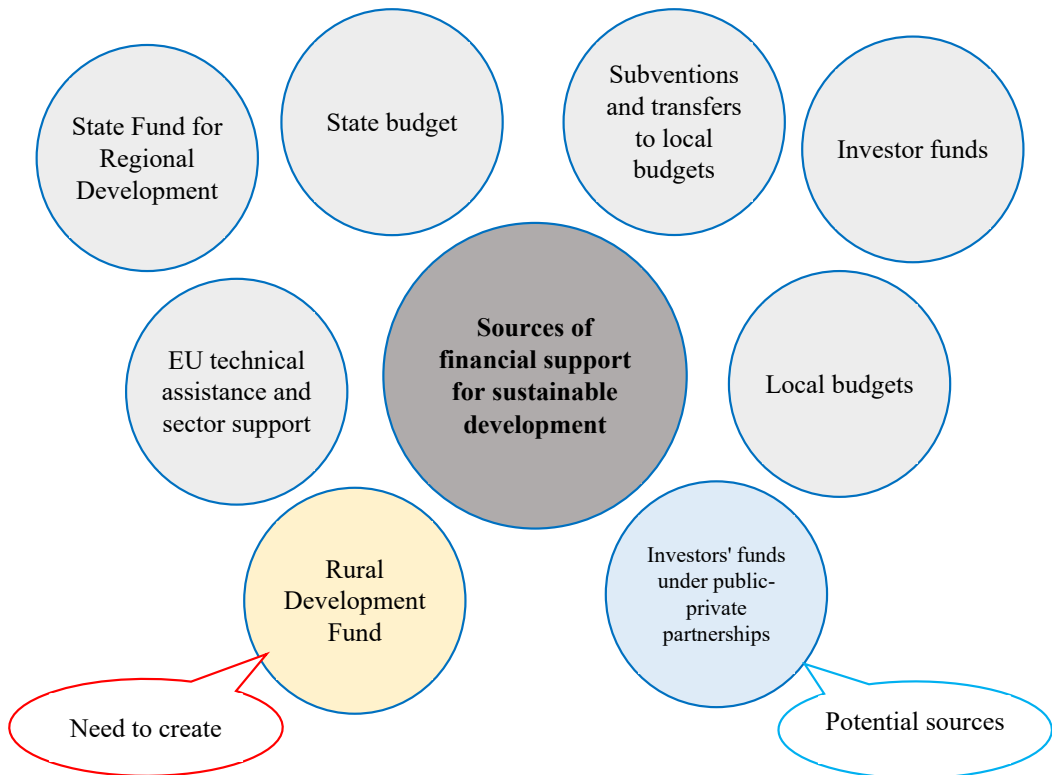 State Fund for
Regional
Development
State budget
Subventions
and transfers
to local
budgets
Investor funds
EU technical
assistance and
sector support
Sources of
financial support
for sustainable
development
Local budgets
Rural
Development
Fund
Investors' funds
under public-
private
partnerships
Need to create
Potential sources